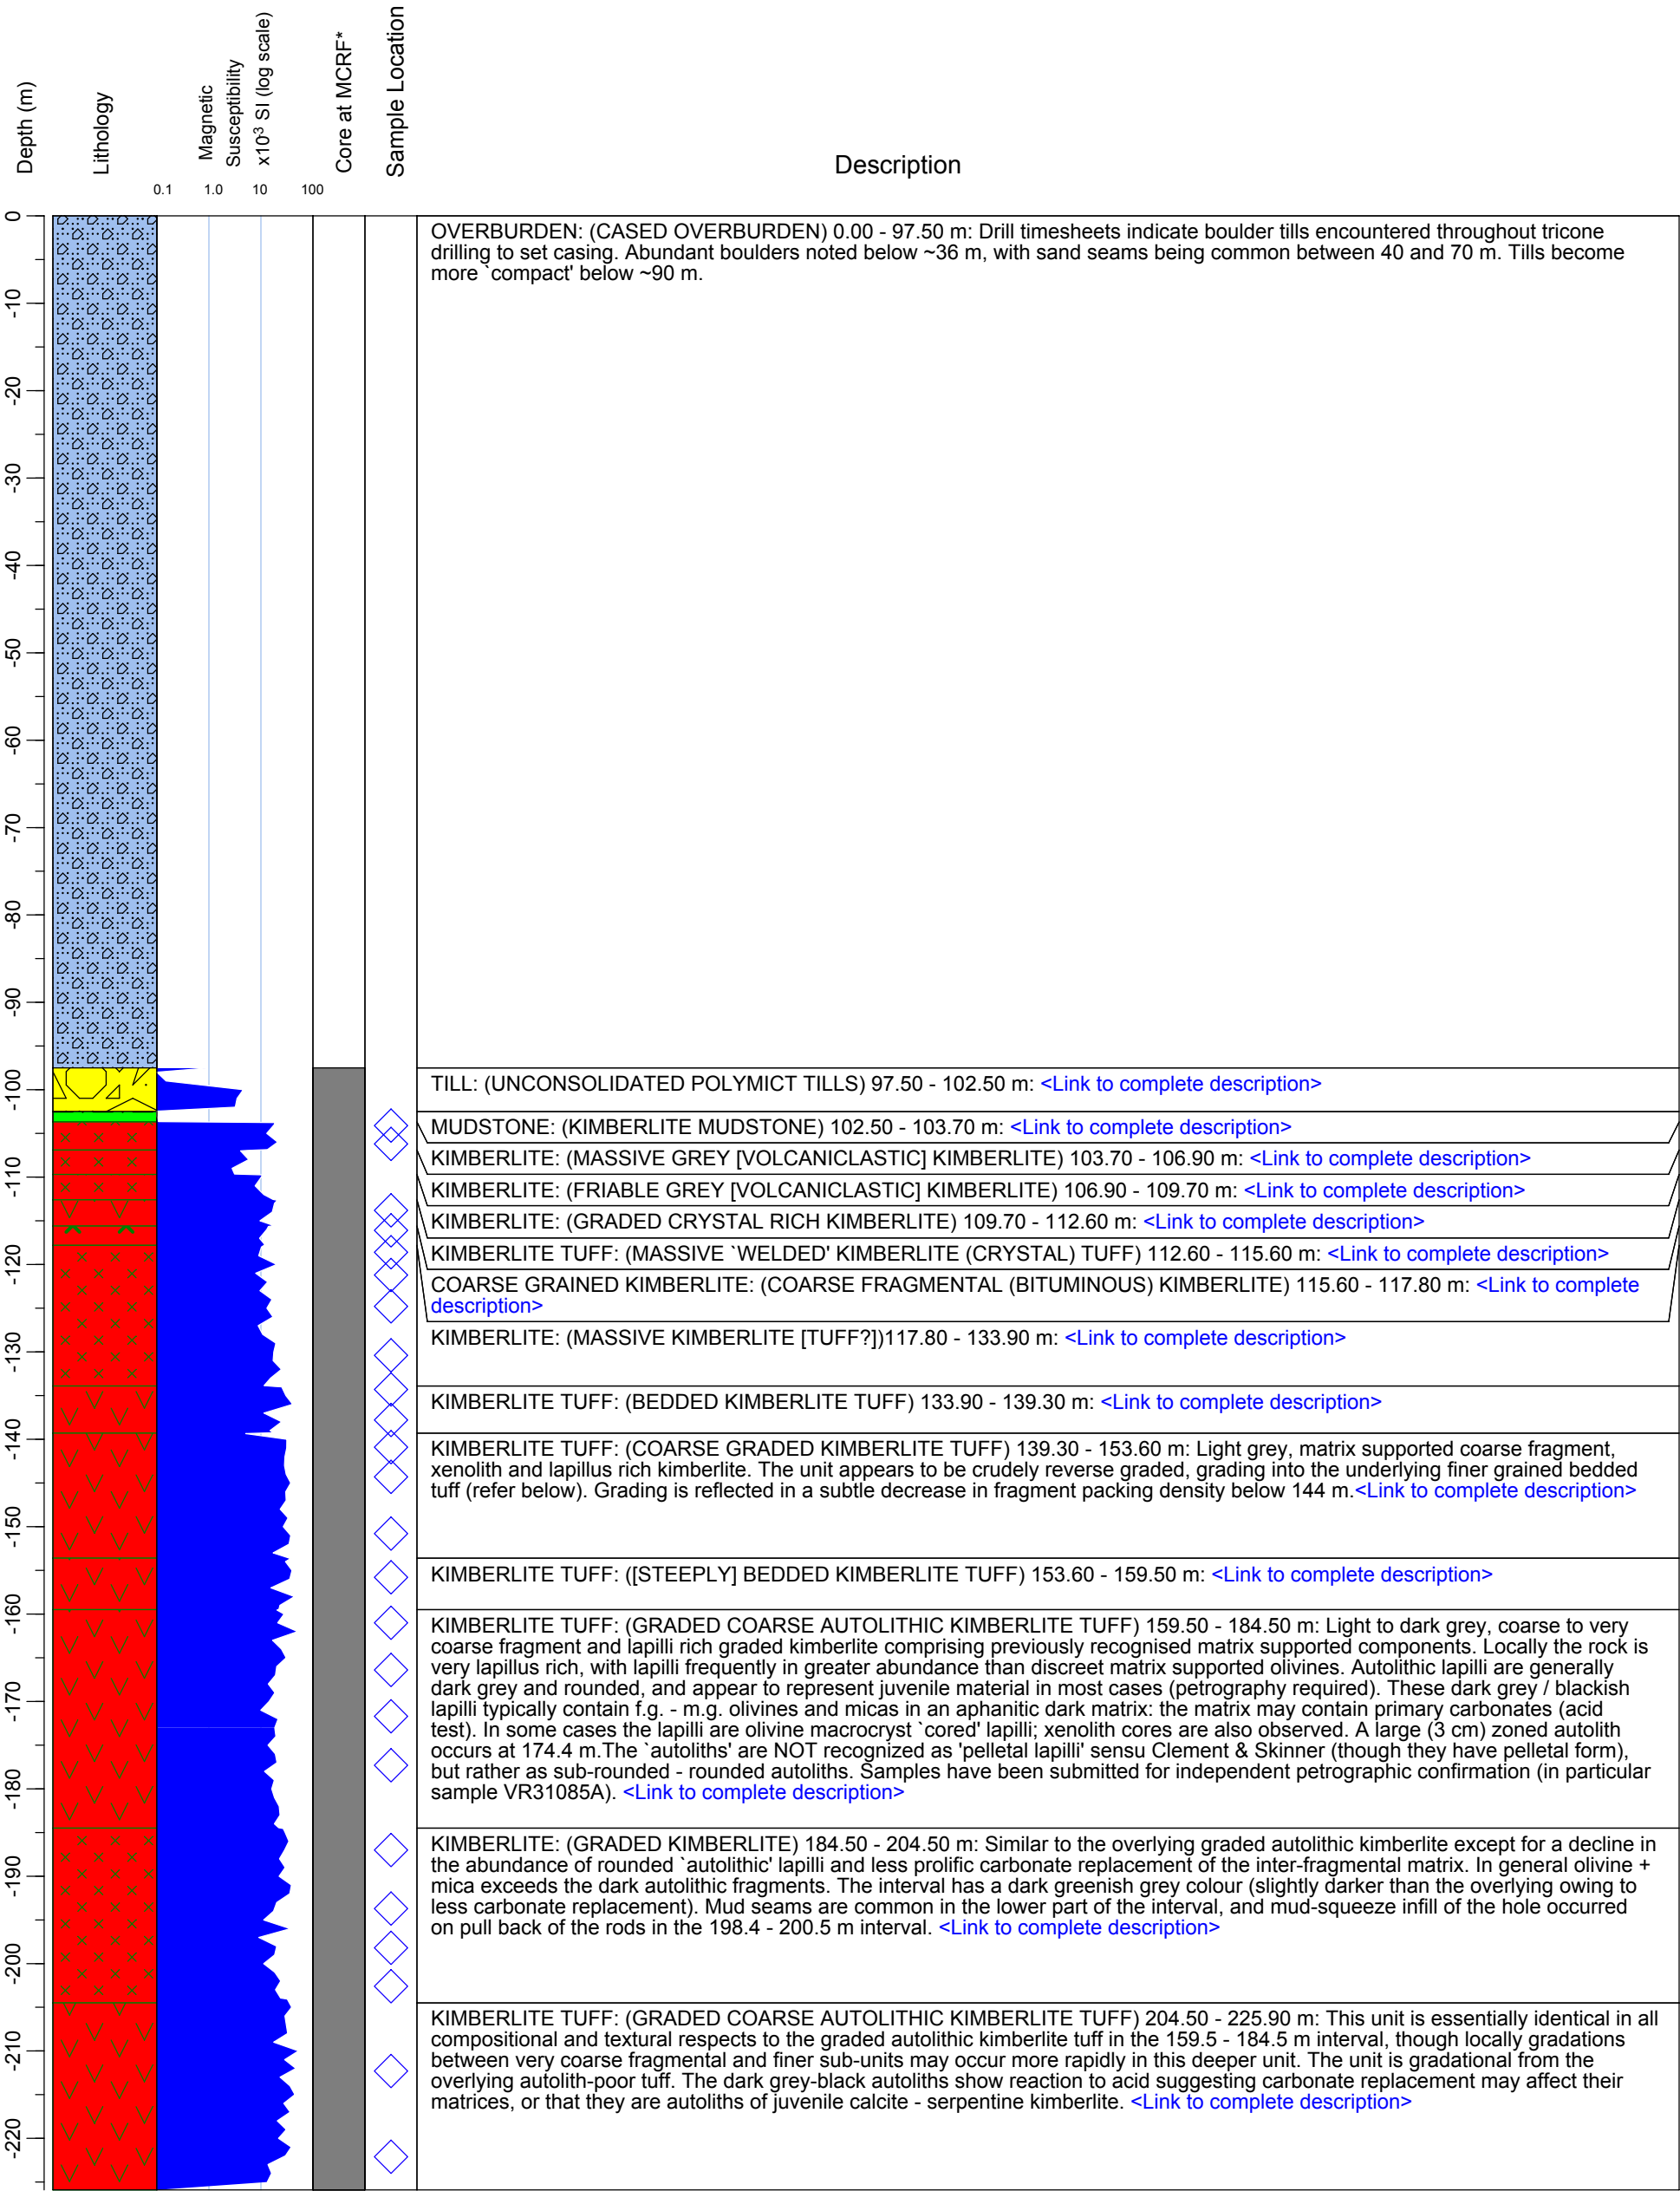 Depth (m)
Lithology
Magnetic
Susceptibility
x10³ SI (log scale)
Core at MCRF*
Sample Location
Description
0.1 1.0 10 100
0
-10
-20
-30
-40
-50
-60
-70
-80
-90
-100
-110
-120
-130
-140
-150
-160
-170
-180
-190
-200
-210
-220
OVERBURDEN: (CASED OVERBURDEN) 0.00 - 97.50 m: Drill timesheets indicate boulder tills encountered throughout tricone
drilling to set casing. Abundant boulders noted below ~36 m, with sand seams being common between 40 and 70 m. Tills become
more `compact' below ~90 m.
TILL: (UNCONSOLIDATED POLYMICT TILLS) 97.50 - 102.50 m: <Link to complete description>
MUDSTONE: (KIMBERLITE MUDSTONE) 102.50 - 103.70 m: <Link to complete description>
KIMBERLITE: (MASSIVE GREY [VOLCANICLASTIC] KIMBERLITE) 103.70 - 106.90 m: <Link to complete description>
KIMBERLITE: (FRIABLE GREY [VOLCANICLASTIC] KIMBERLITE) 106.90 - 109.70 m: <Link to complete description>
KIMBERLITE: (GRADED CRYSTAL RICH KIMBERLITE) 109.70 - 112.60 m: <Link to complete description>
KIMBERLITE TUFF: (MASSIVE `WELDED' KIMBERLITE (CRYSTAL) TUFF) 112.60 - 115.60 m: <Link to complete description>
COARSE GRAINED KIMBERLITE: (COARSE FRAGMENTAL (BITUMINOUS) KIMBERLITE) 115.60 - 117.80 m: <Link to complete
description>
KIMBERLITE: (MASSIVE KIMBERLITE [TUFF?])117.80 - 133.90 m: <Link to complete description>
KIMBERLITE TUFF: (BEDDED KIMBERLITE TUFF) 133.90 - 139.30 m: <Link to complete description>
KIMBERLITE TUFF: (COARSE GRADED KIMBERLITE TUFF) 139.30 - 153.60 m: Light grey, matrix supported coarse fragment,
xenolith and lapillus rich kimberlite. The unit appears to be crudely reverse graded, grading into the underlying finer grained bedded
tuff (refer below). Grading is reflected in a subtle decrease in fragment packing density below 144 m.<Link to complete description>
KIMBERLITE TUFF: ([STEEPLY] BEDDED KIMBERLITE TUFF) 153.60 - 159.50 m: <Link to complete description>
KIMBERLITE TUFF: (GRADED COARSE AUTOLITHIC KIMBERLITE TUFF) 159.50 - 184.50 m: Light to dark grey, coarse to very
coarse fragment and lapilli rich graded kimberlite comprising previously recognised matrix supported components. Locally the rock is
very lapillus rich, with lapilli frequently in greater abundance than discreet matrix supported olivines. Autolithic lapilli are generally
dark grey and rounded, and appear to represent juvenile material in most cases (petrography required). These dark grey / blackish
lapilli typically contain f.g. - m.g. olivines and micas in an aphanitic dark matrix: the matrix may contain primary carbonates (acid
test). In some cases the lapilli are olivine macrocryst `cored' lapilli; xenolith cores are also observed. A large (3 cm) zoned autolith
occurs at 174.4 m.The `autoliths' are NOT recognized as 'pelletal lapilli' sensu Clement & Skinner (though they have pelletal form),
but rather as sub-rounded - rounded autoliths. Samples have been submitted for independent petrographic confirmation (in particular
sample VR31085A). <Link to complete description>
KIMBERLITE: (GRADED KIMBERLITE) 184.50 - 204.50 m: Similar to the overlying graded autolithic kimberlite except for a decline in
the abundance of rounded `autolithic' lapilli and less prolific carbonate replacement of the inter-fragmental matrix. In general olivine +
mica exceeds the dark autolithic fragments. The interval has a dark greenish grey colour (slightly darker than the overlying owing to
less carbonate replacement). Mud seams are common in the lower part of the interval, and mud-squeeze infill of the hole occurred
on pull back of the rods in the 198.4 - 200.5 m interval. <Link to complete description>
KIMBERLITE TUFF: (GRADED COARSE AUTOLITHIC KIMBERLITE TUFF) 204.50 - 225.90 m: This unit is essentially identical in all
compositional and textural respects to the graded autolithic kimberlite tuff in the 159.5 - 184.5 m interval, though locally gradations
between very coarse fragmental and finer sub-units may occur more rapidly in this deeper unit. The unit is gradational from the
overlying autolith-poor tuff. The dark grey-black autoliths show reaction to acid suggesting carbonate replacement may affect their
matrices, or that they are autoliths of juvenile calcite - serpentine kimberlite. <Link to complete description>